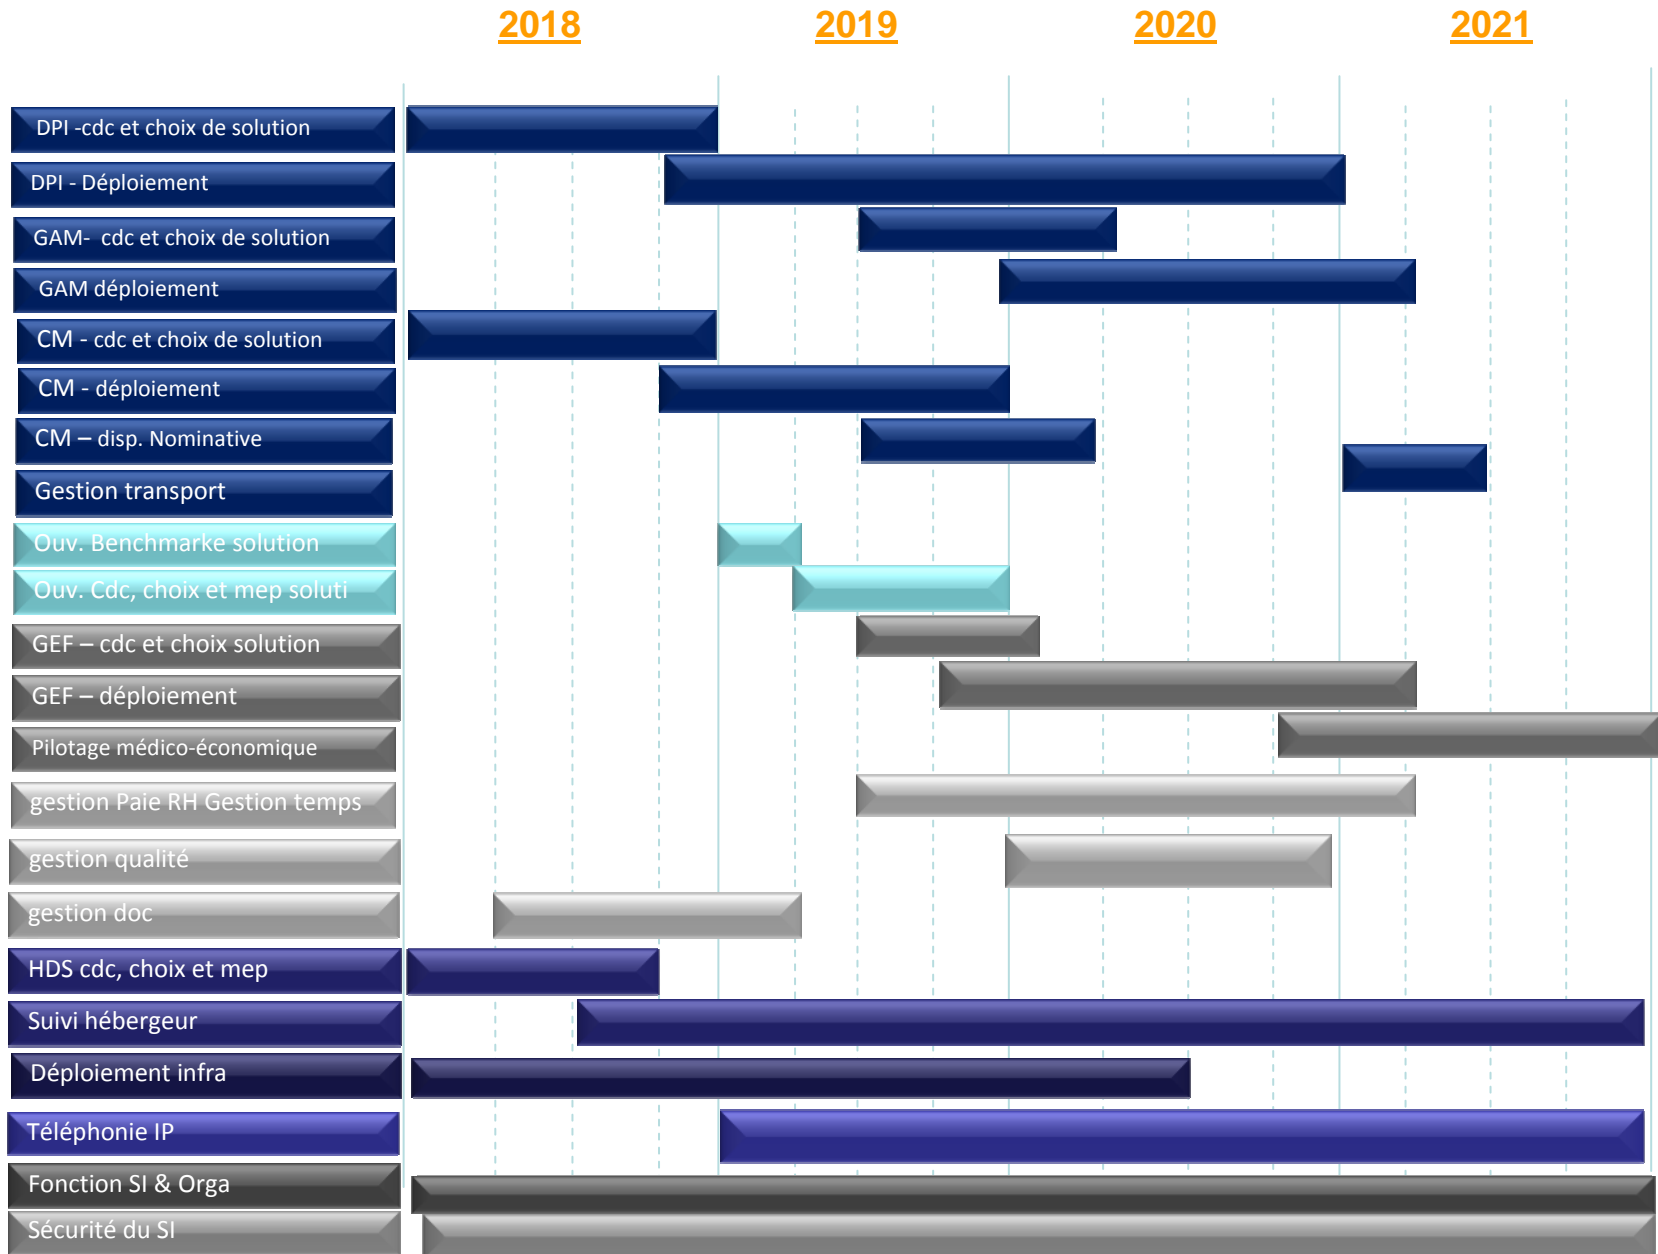 2018 2019 2020 2021
DPI -cdc et choix de solution
DPI - Déploiement
GAM- cdc et choix de solution
GAM déploiement
CM - cdc et choix de solution
CM - déploiement
CM – disp. Nominative
Gestion transport
Ouv. Benchmarke solution
Ouv. Cdc, choix et mep soluti
GEF – cdc et choix solution
GEF – déploiement
Pilotage médico-économique
gestion Paie RH Gestion temps
gestion qualité
gestion doc
HDS cdc, choix et mep
Suivi hébergeur
Déploiement infra
Téléphonie IP
Fonction SI & Orga
Sécurité du SI